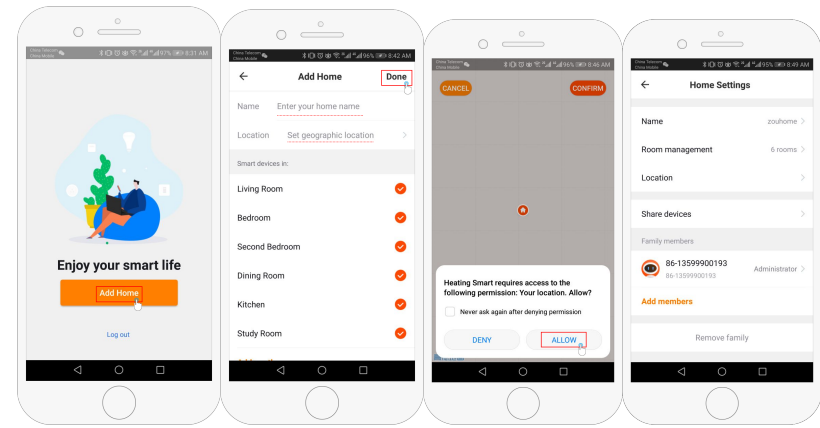 China Telecom
China Mobile
97% 8:31 AM
Enjoy your smart life
Add Home
Log out
China Telecom
China Mobile
96% 8:42 AM
Add Home
Done
Name Enter your home name
Location Set geographic location
Smart devices in:
Living Room
Bedroom
Second Bedroom
Dining Room
Kitchen
Study Room
China Telecom
China Mobile
96% 8:46 AM
CANCEL
CONFIRM
Heating Smart requires access to the
following permission: Your location. Allow?
Never ask again after denying permission
DENY
ALLOW
China Telecom
China Mobile
95% 8:49 AM
Home Settings
Name zouhome
Room management 6 rooms
Location
Share devices
Family members
86-13599900193
86-13599900193
Administrator
Add members
Remove family